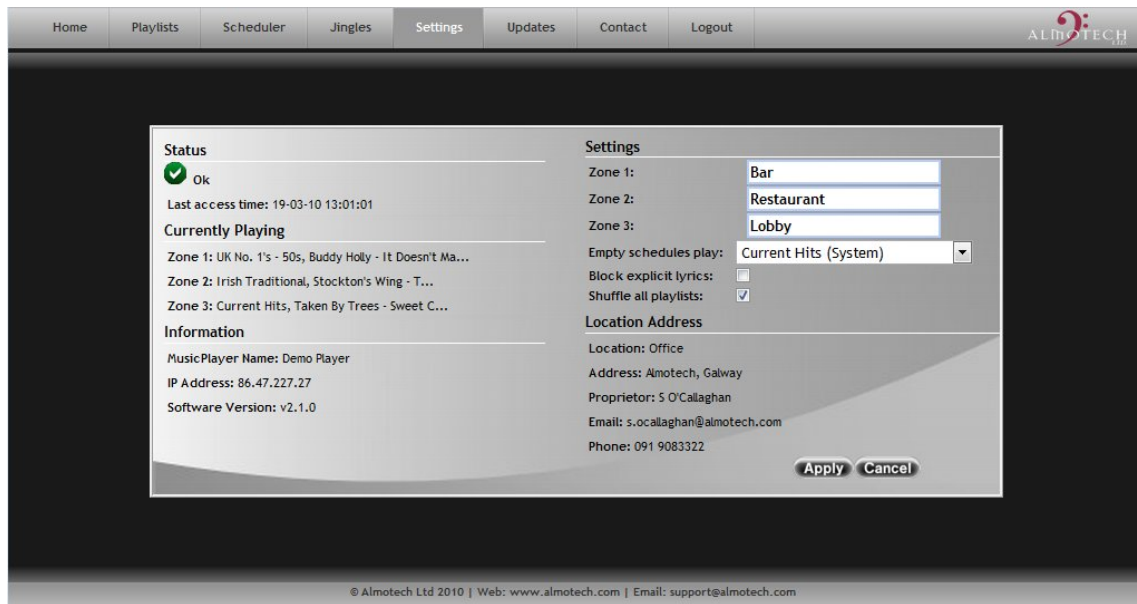 Home Playlists Scheduler Jingles Settings Updates Contact Logout
ALMOTECH LTD
Status
Ok
Last access time: 19-03-10 13:01:01
Currently Playing
Zone 1: UK No. 1's - 50s, Buddy Holly - It Doesn't Ma...
Zone 2: Irish Traditional, Stockton's Wing - T...
Zone 3: Current Hits, Taken By Trees - Sweet C...
Information
MusicPlayer Name: Demo Player
IP Address: 86.47.227.27
Software Version: v2.1.0
Settings
Zone 1: Bar
Zone 2: Restaurant
Zone 3: Lobby
Empty schedules play: Current Hits (System)
Block explicit lyrics:
Shuffle all playlists:
Location Address
Location: Office
Address: Almotech, Galway
Proprietor: S O'Callaghan
Email: s.ocallaghan@almotech.com
Phone: 091 9083322
Apply Cancel
© Almotech Ltd 2010 | Web: www.almotech.com | Email: support@almotech.com